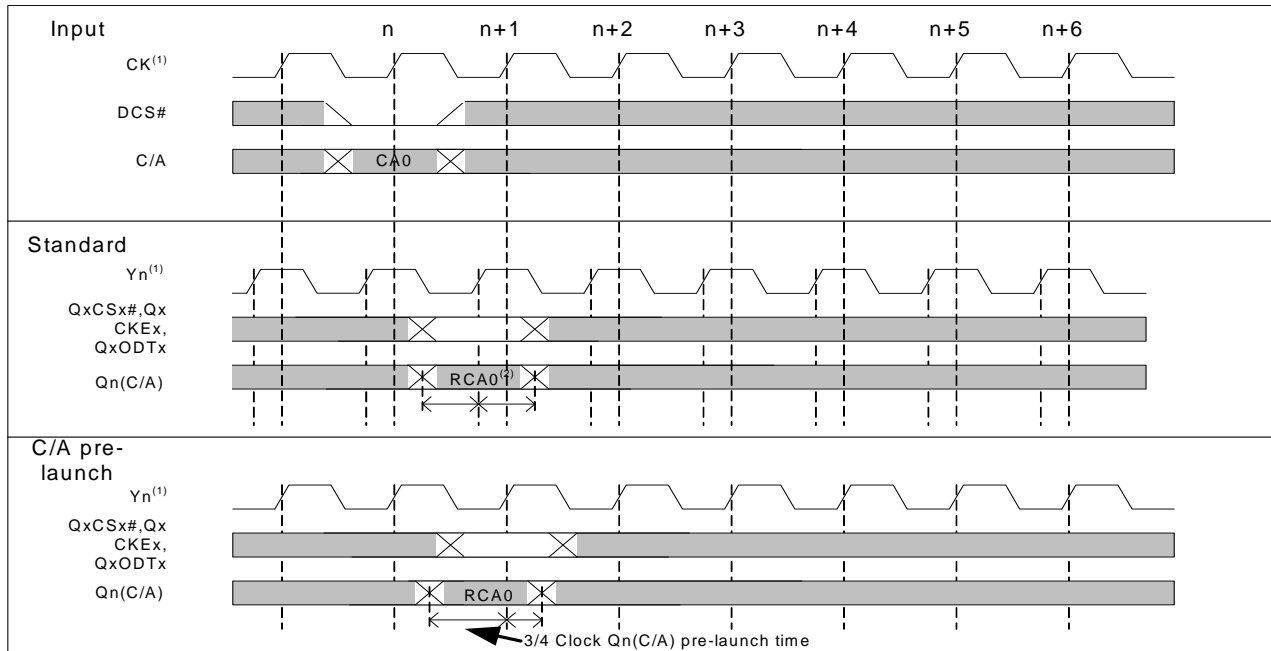 Input
n n+1 n+2 n+3 n+4 n+5 n+6
CK(1)
DCS#
C/A
CA0
Standard
Yn(1)
QxCSx#,Qx
CKEx,
QxODTx
Qn(C/A)
RCA0(2)
C/A pre-
launch
Yn(1)
QxCSx#,Qx
CKEx,
QxODTx
Qn(C/A)
RCA0
3/4 Clock Qn(C/A) pre-launch time